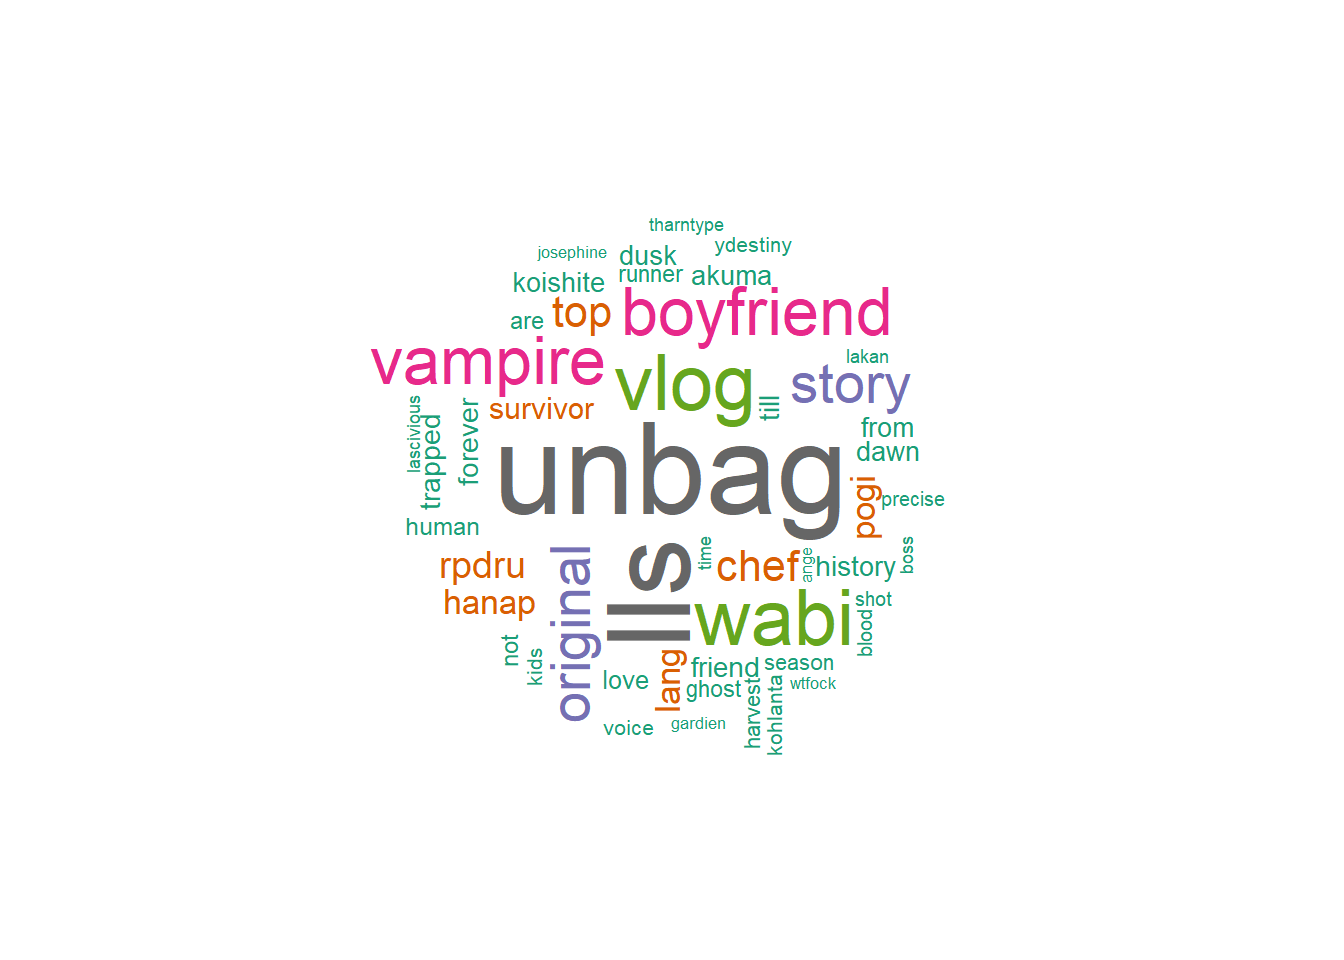 tharntype
ydestiny
josephine
dusk
koishite
runner
akuma
are
top
boyfriend
vampire
vlog
lakan
story
lascivious
trapped
forever
survivor
till
from
dawn
unbag
pogi
precise
human
rpdru
hanap
original
lls
time
chef
ange
history
boss
wabi
shot
blood
not
kids
love
lang
friend
season
ghost
wtfock
harvest
kohlanta
voice
gardien